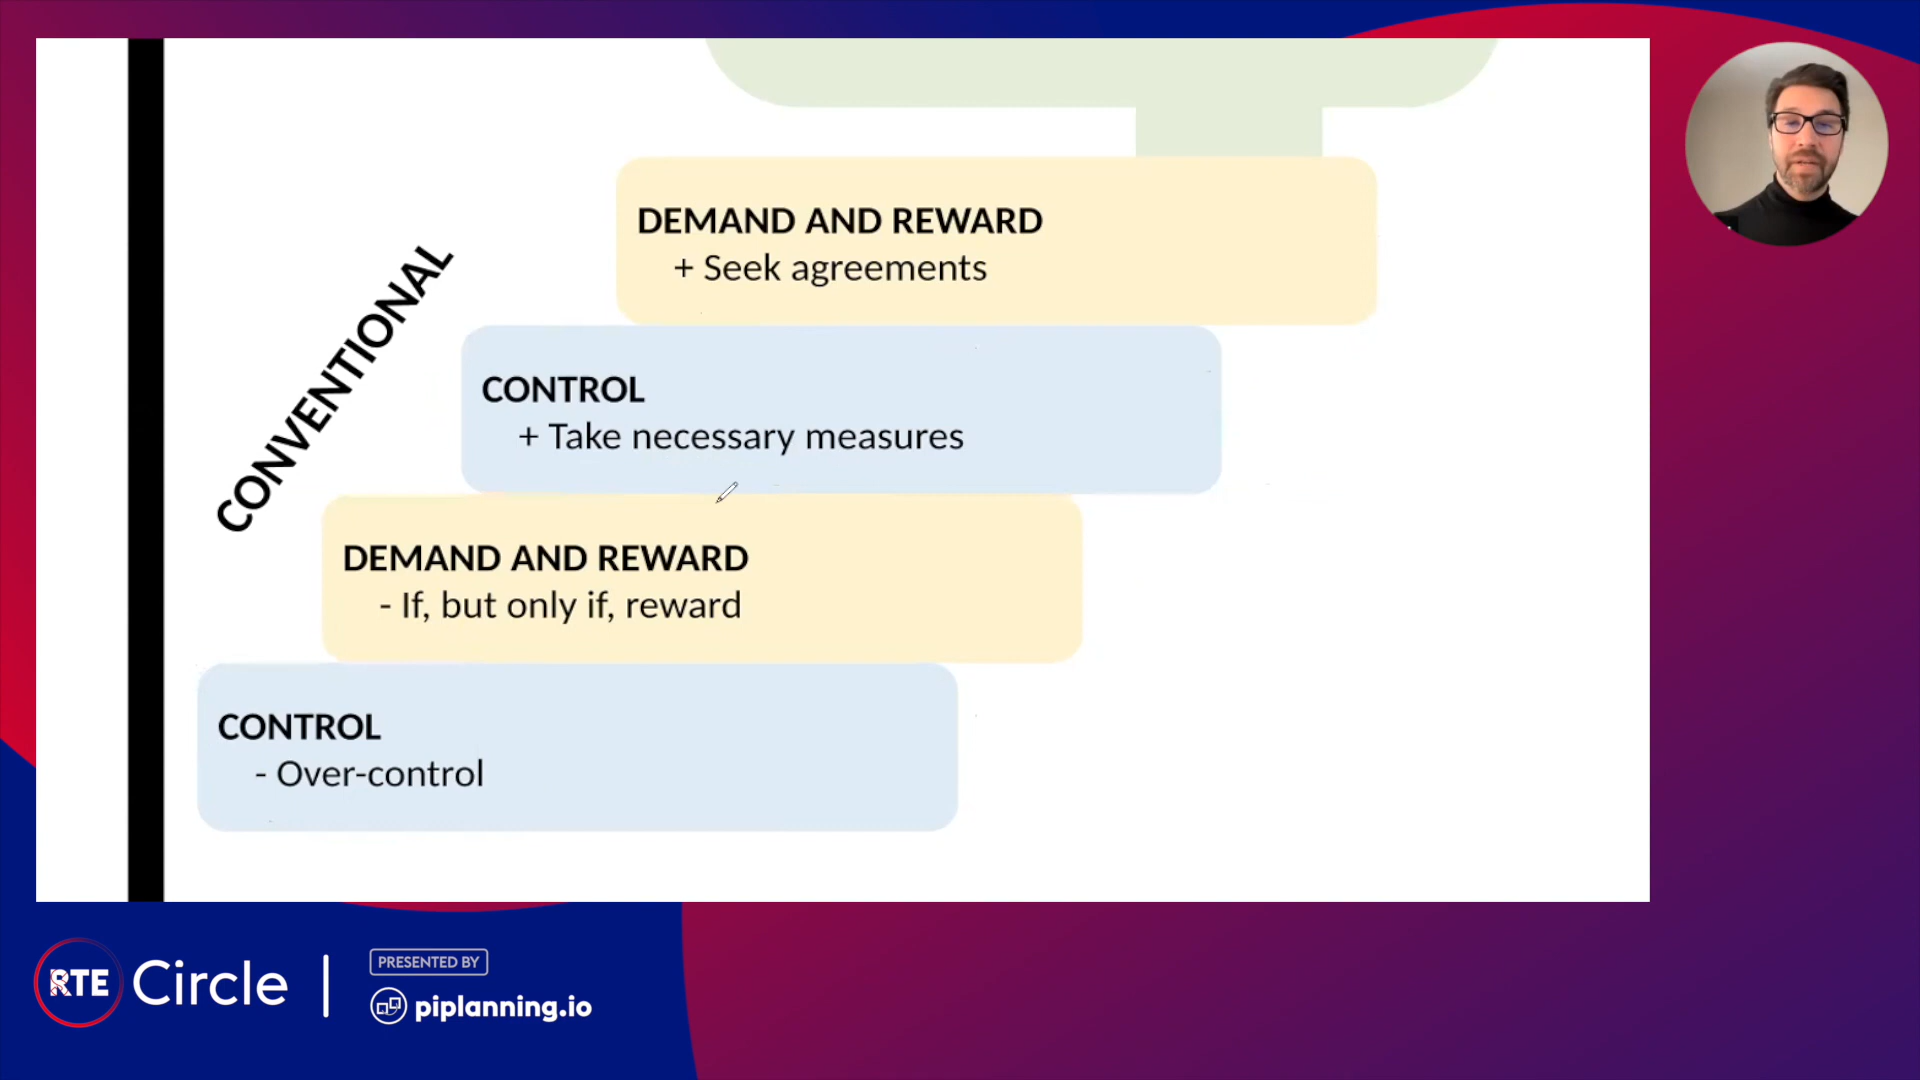 DEMAND AND REWARD
+ Seek agreements
CONVENTIONAL
CONTROL
+ Take necessary measures
DEMAND AND REWARD
- If, but only if, reward
CONTROL
- Over-control
RTE Circle
PRESENTED BY
piplanning.io